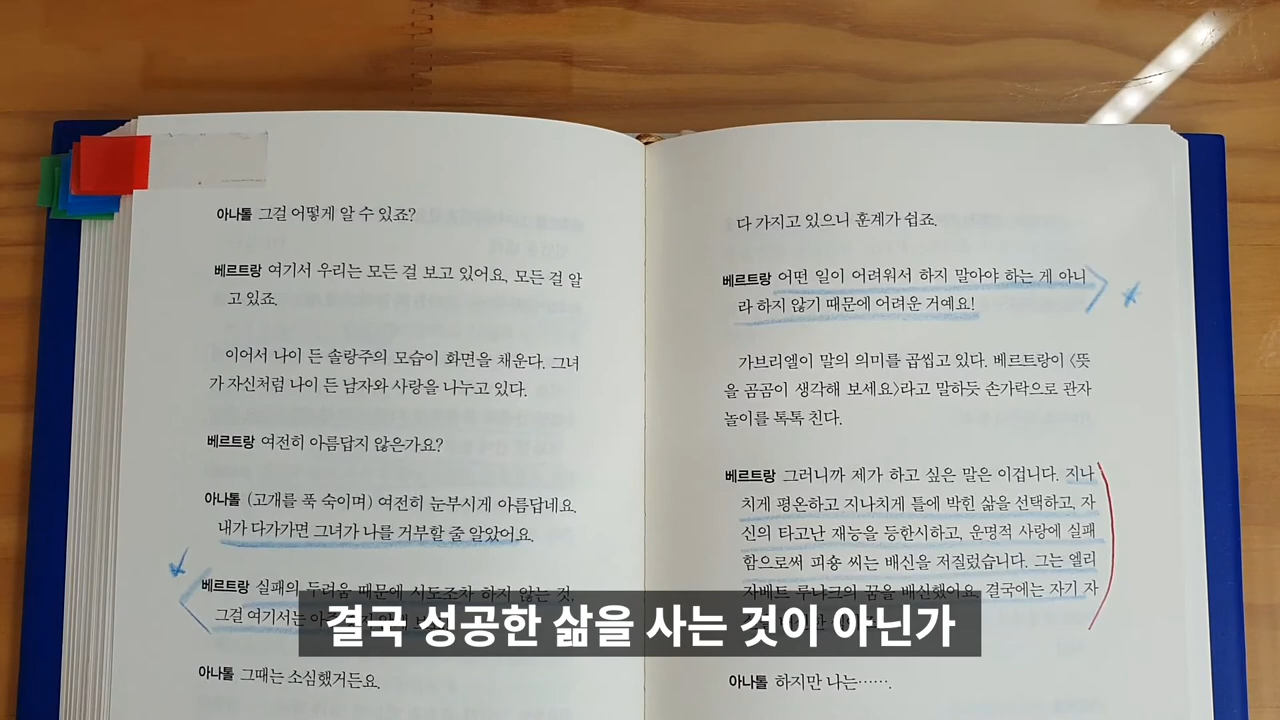 아나톨 그걸 어떻게 알 수 있죠?
베르트랑 여기서 우리는 모든 걸 보고 있어요, 모든 걸 알
고 있죠.
이어서 나이 든 솔랑주의 모습이 화면을 채운다. 그녀
가 자신처럼 나이 든 남자와 사랑을 나누고 있다.
베르트랑 여전히 아름답지 않은가요?
아나톨 (고개를 푹 숙이며) 여전히 눈부시게 아름답네요.
내가 다가가면 그녀가 나를 거부할 줄 알았어요.
베르트랑 실패의 두려움 때문에 시도조차 하지 않는 것.
그걸 여기서는
아나톨 그때는 소심했거든요.
다 가지고 있으니 훈계가 쉽죠.
베르트랑 어떤 일이 어려워서 하지 말아야 하는 게 아니
라 하지 않기 때문에 어려운 거예요!
가브리엘이 말의 의미를 곱씹고 있다. 베르트랑이 〈뜻
을 곰곰이 생각해 보세요〉라고 말하듯 손가락으로 관자
놀이를 톡톡 친다.
베르트랑 그러니까 제가 하고 싶은 말은 이겁니다. 지나
치게 평온하고 지나치게 틀에 박힌 삶을 선택하고, 자
신의 타고난 재능을 등한시하고, 운명적 사랑에 실패
함으로써 피숑 씨는 배신을 저질렀습니다. 그는 엘리
자베트 루냐크의 꿈을 배신했어요. 결국에는 자기 자
아나톨 하지만 나는…….
결국 성공한 삶을 사는 것이 아닌가